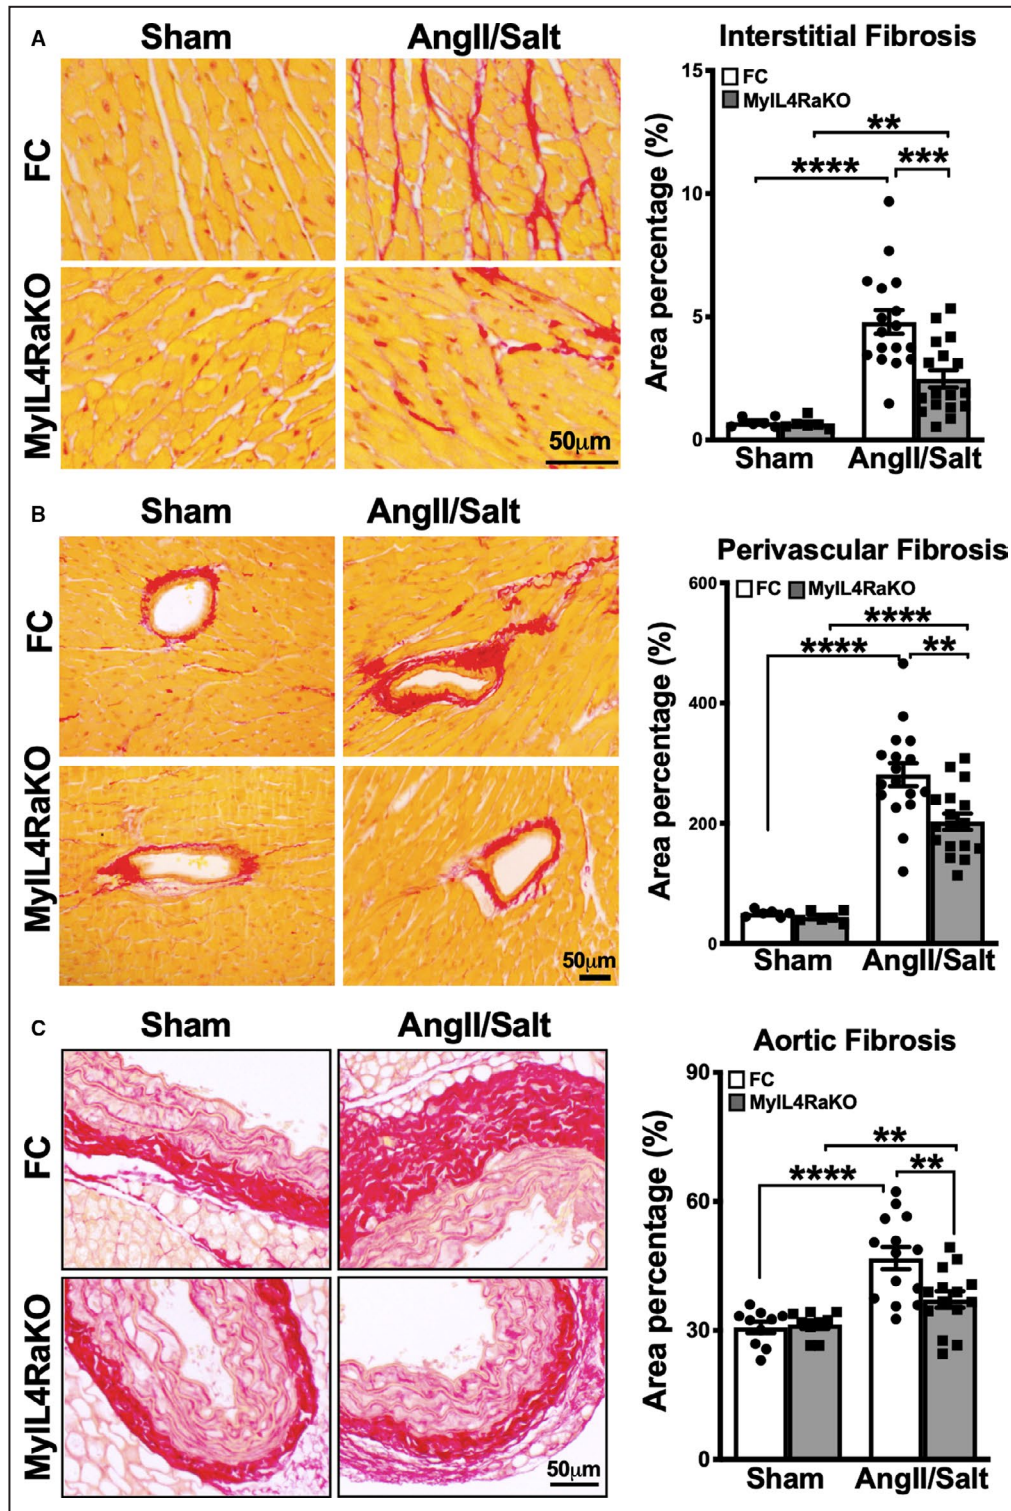 A
Sham
AngII/Salt
FC
MyIL4RaKO
50µm
Interstitial Fibrosis
FC
MyIL4RaKO
Area percentage (%)
15
10
5
0
**
****
***
Sham
AngII/Salt
B
Sham
AngII/Salt
FC
MyIL4RaKO
50µm
Perivascular Fibrosis
FC MyIL4RaKO
Area percentage (%)
600
400
200
0
****
****
**
Sham
AngII/Salt
C
Sham
AngII/Salt
FC
MyIL4RaKO
50µm
Aortic Fibrosis
FC
MyIL4RaKO
Area percentage (%)
90
60
30
0
**
****
**
Sham
AngII/Salt